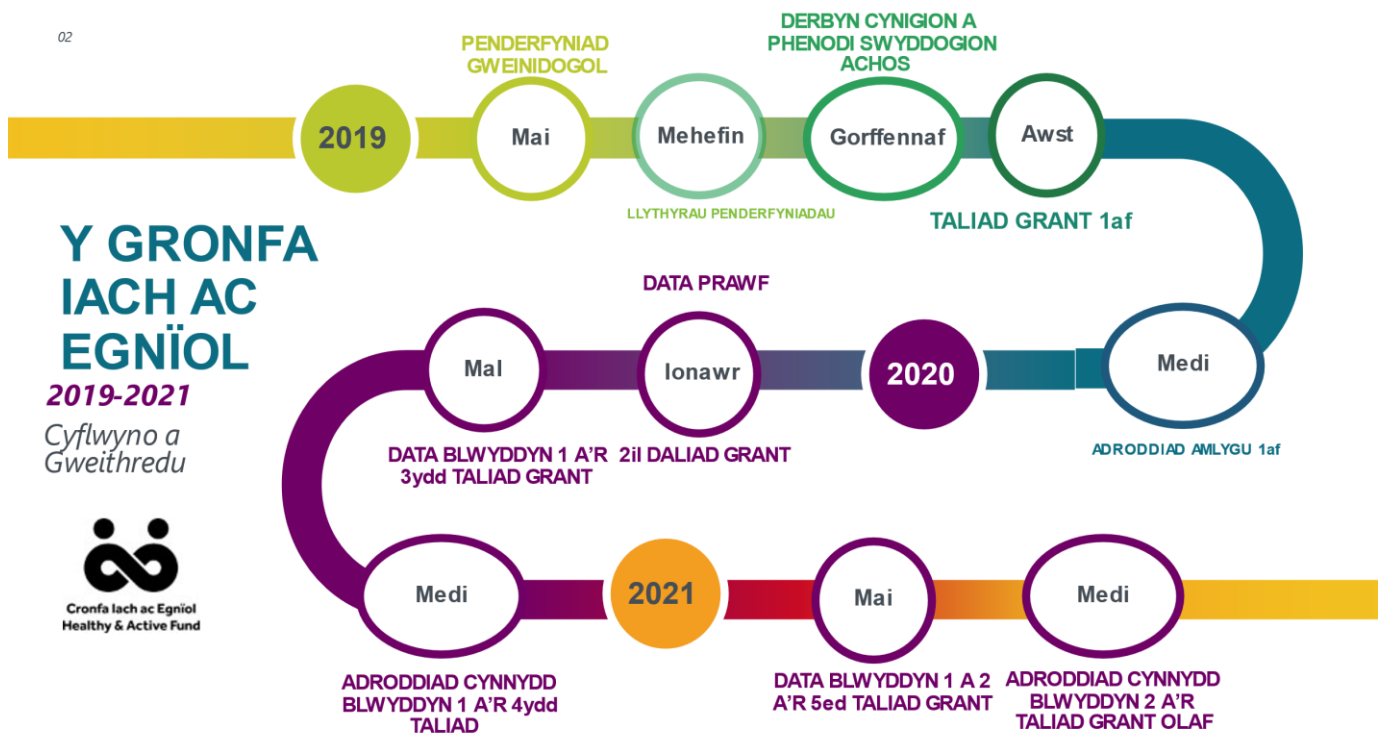 02
PENDERFYNIAD
GWEINIDOGOL
DERBYN CYNIGION A
PHENODI SWYDDOGION
ACHOS
2019
Mai
Mehefin
Gorffennaf
Awst
LLYTHYRAU PENDERFYNIADAU
TALIAD GRANT 1af
Y GRONFA
IACH AC
EGNÏOL
2019-2021
Cyflwyno a
Gweithredu
Medi
ADRODDIAD AMLYGU 1af
2020
DATA PRAWF
Ionawr
2il DALIAD GRANT
Mal
DATA BLWYDDYN 1 A’R
3ydd TALIAD GRANT
Cronfa Iach ac Egnïol
Healthy & Active Fund
Medi
ADRODDIAD CYNNYDD
BLWYDDYN 1 A’R 4ydd
TALIAD
2021
Mai
DATA BLWYDDYN 1 A 2
A’R 5ed TALIAD GRANT
Medi
ADRODDIAD CYNNYDD
BLWYDDYN 2 A’R
TALIAD GRANT OLAF